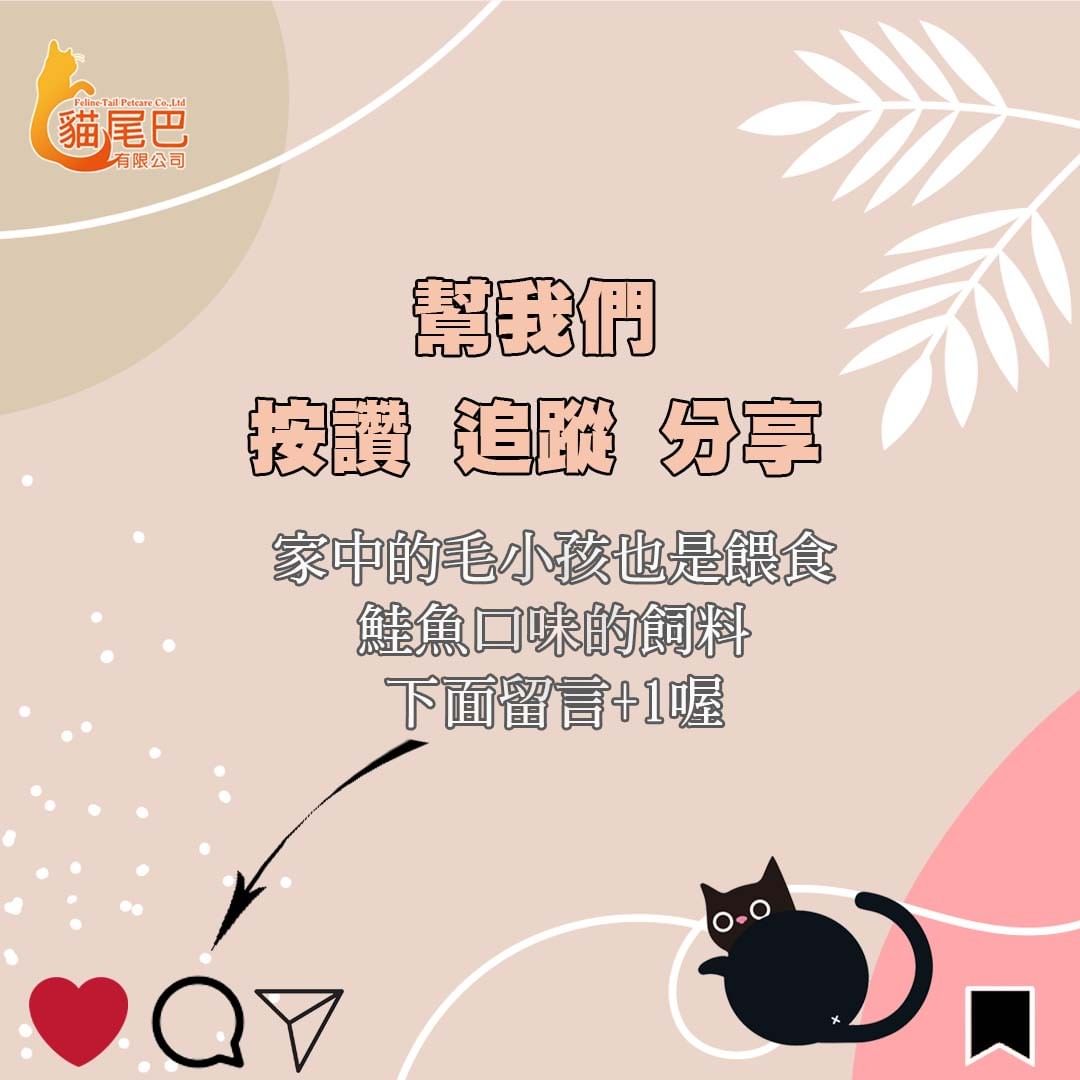 Feline-Tail Petcare Co.,Ltd
貓尾巴
有限公司
幫我們
按讚 追蹤 分享
家中的毛小孩也是餵食
鮭魚口味的飼料
下面留言+1喔